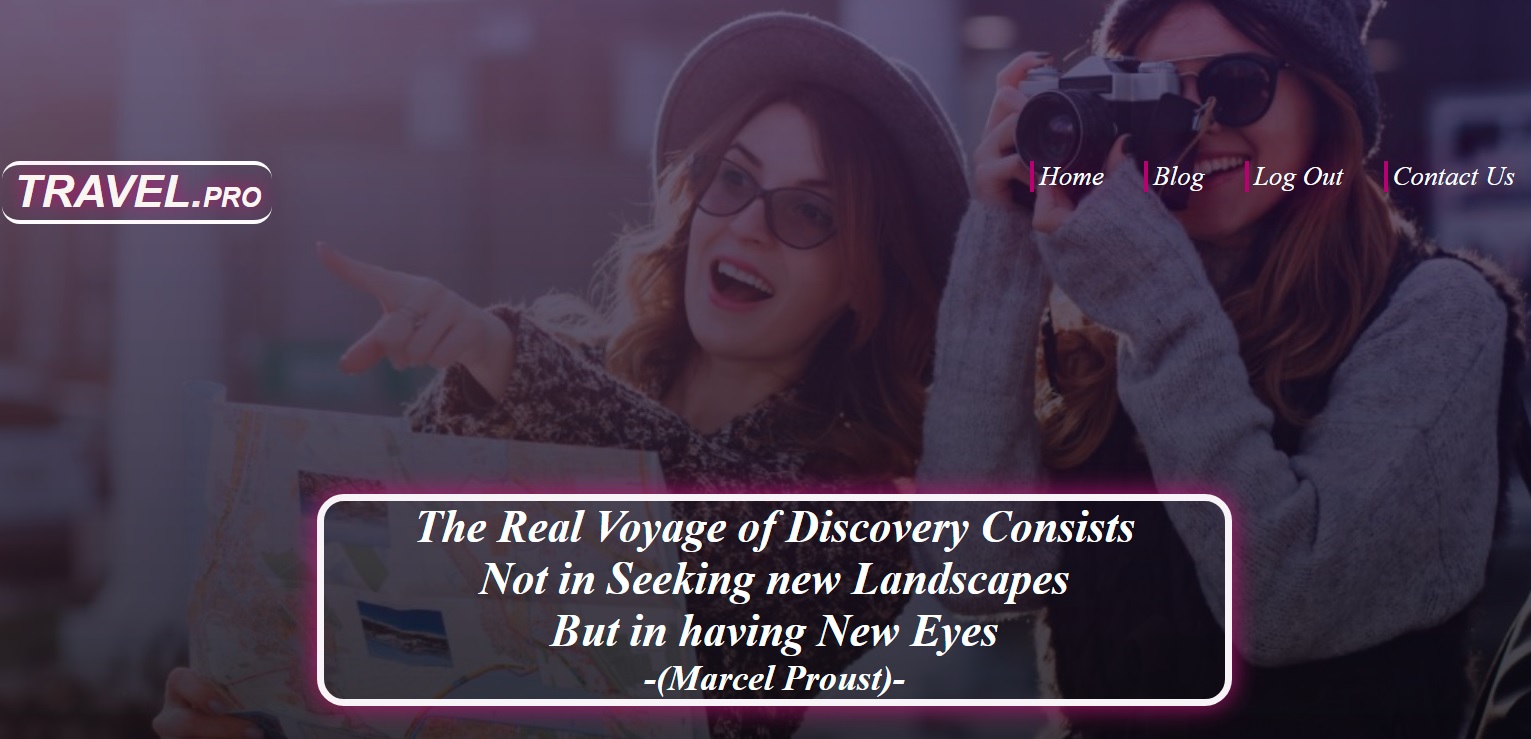 TRAVEL.PRO
Home Blog Log Out Contact Us
The Real Voyage of Discovery Consists
Not in Seeking new Landscapes
But in having New Eyes
-(Marcel Proust)-